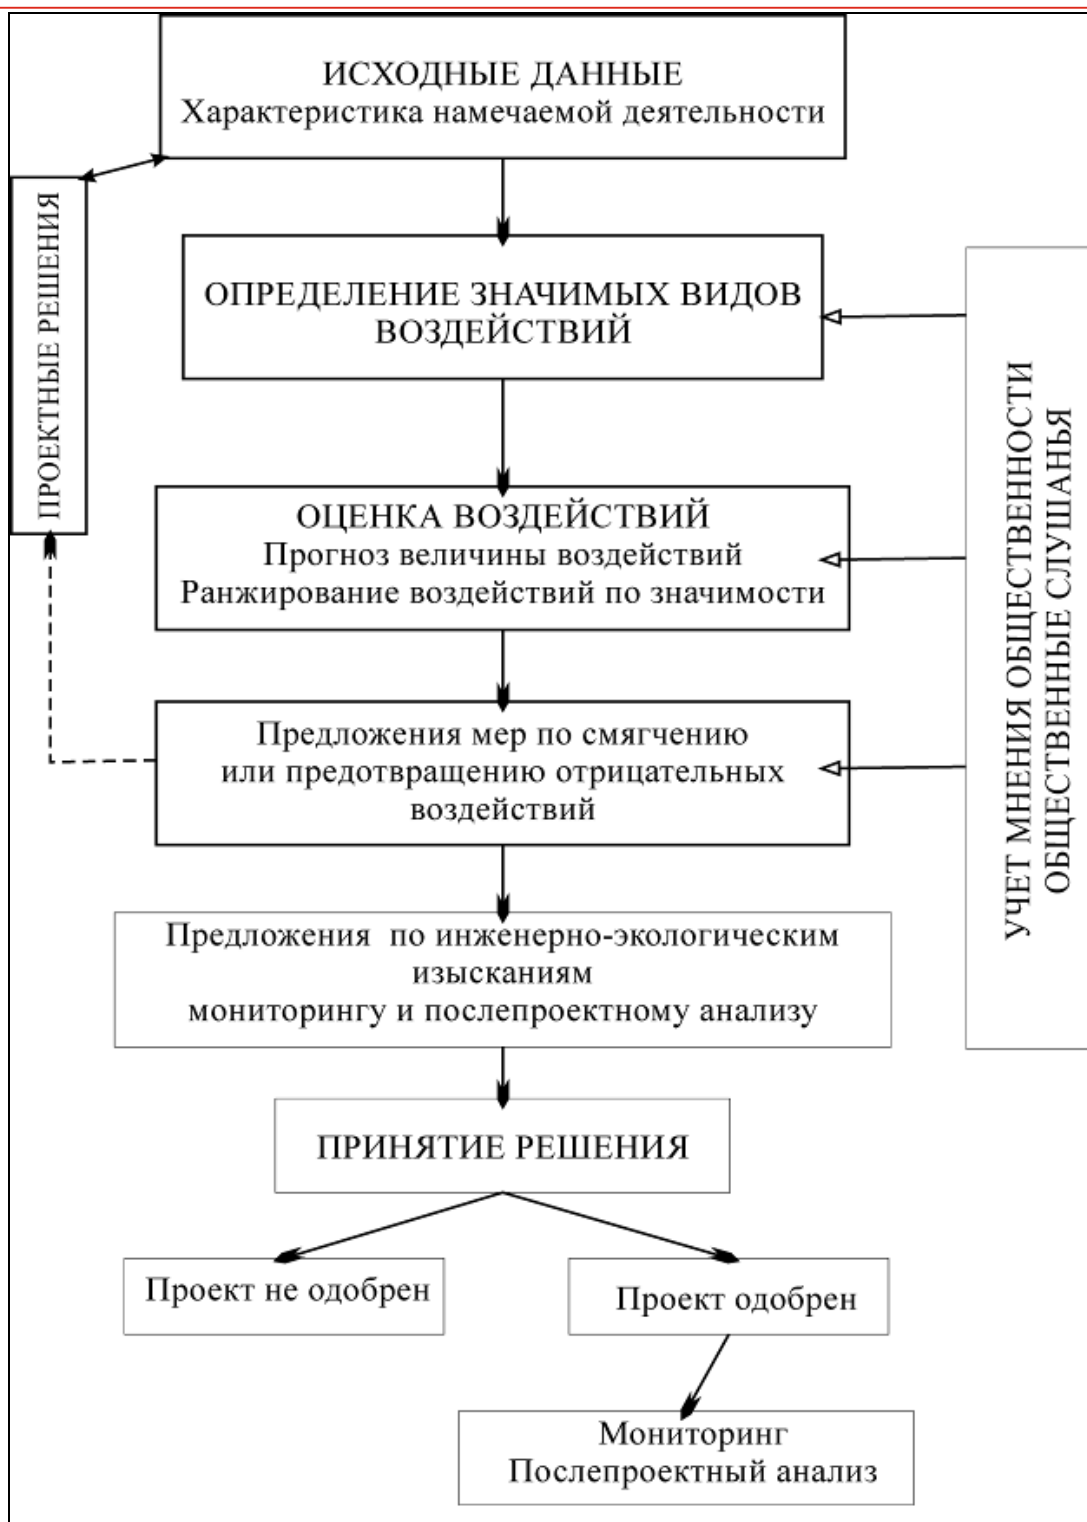 ИСХОДНЫЕ ДАННЫЕ
Характеристика намечаемой деятельности
ПРОЕКТНЫЕ РЕШЕНИЯ
ОПРЕДЕЛЕНИЕ ЗНАЧИМЫХ ВИДОВ
ВОЗДЕЙСТВИЙ
УЧЕТ МНЕНИЯ ОБЩЕСТВЕННОСТИ
ОБЩЕСТВЕННЫЕ СЛУШАНЬЯ
ОЦЕНКА ВОЗДЕЙСТВИЙ
Прогноз величины воздействий
Ранжирование воздействий по значимости
Предложения мер по смягчению
или предотвращению отрицательных
воздействий
Предложения по инженерно-экологическим
изысканиям
мониторингу и послепроектному анализу
ПРИНЯТИЕ РЕШЕНИЯ
Проект не одобрен
Проект одобрен
Мониторинг
Послепроектный анализ